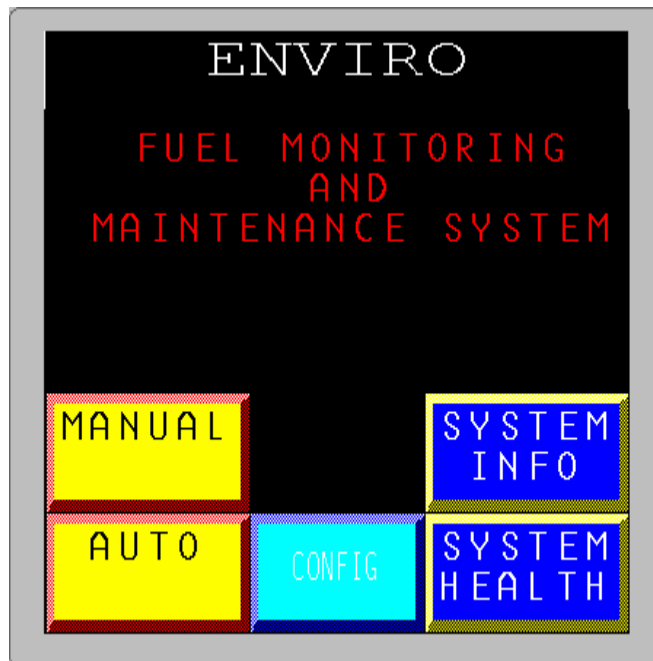 ENVIRO
FUEL MONITORING
AND
MAINTENANCE SYSTEM
MANUAL
SYSTEM
INFO
AUTO
CONFIG
SYSTEM
HEALTH